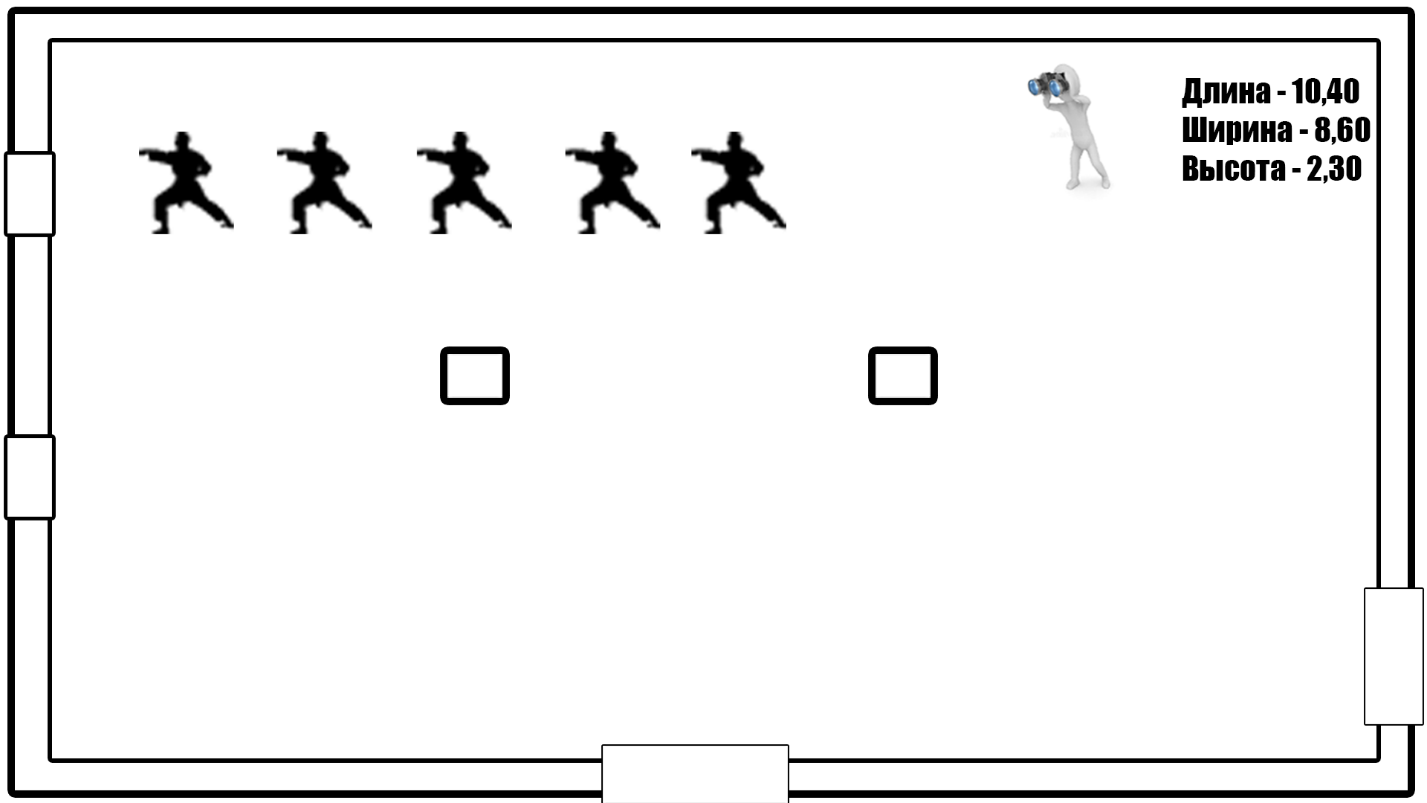 Длина - 10,40
Ширина - 8,60
Высота - 2,30